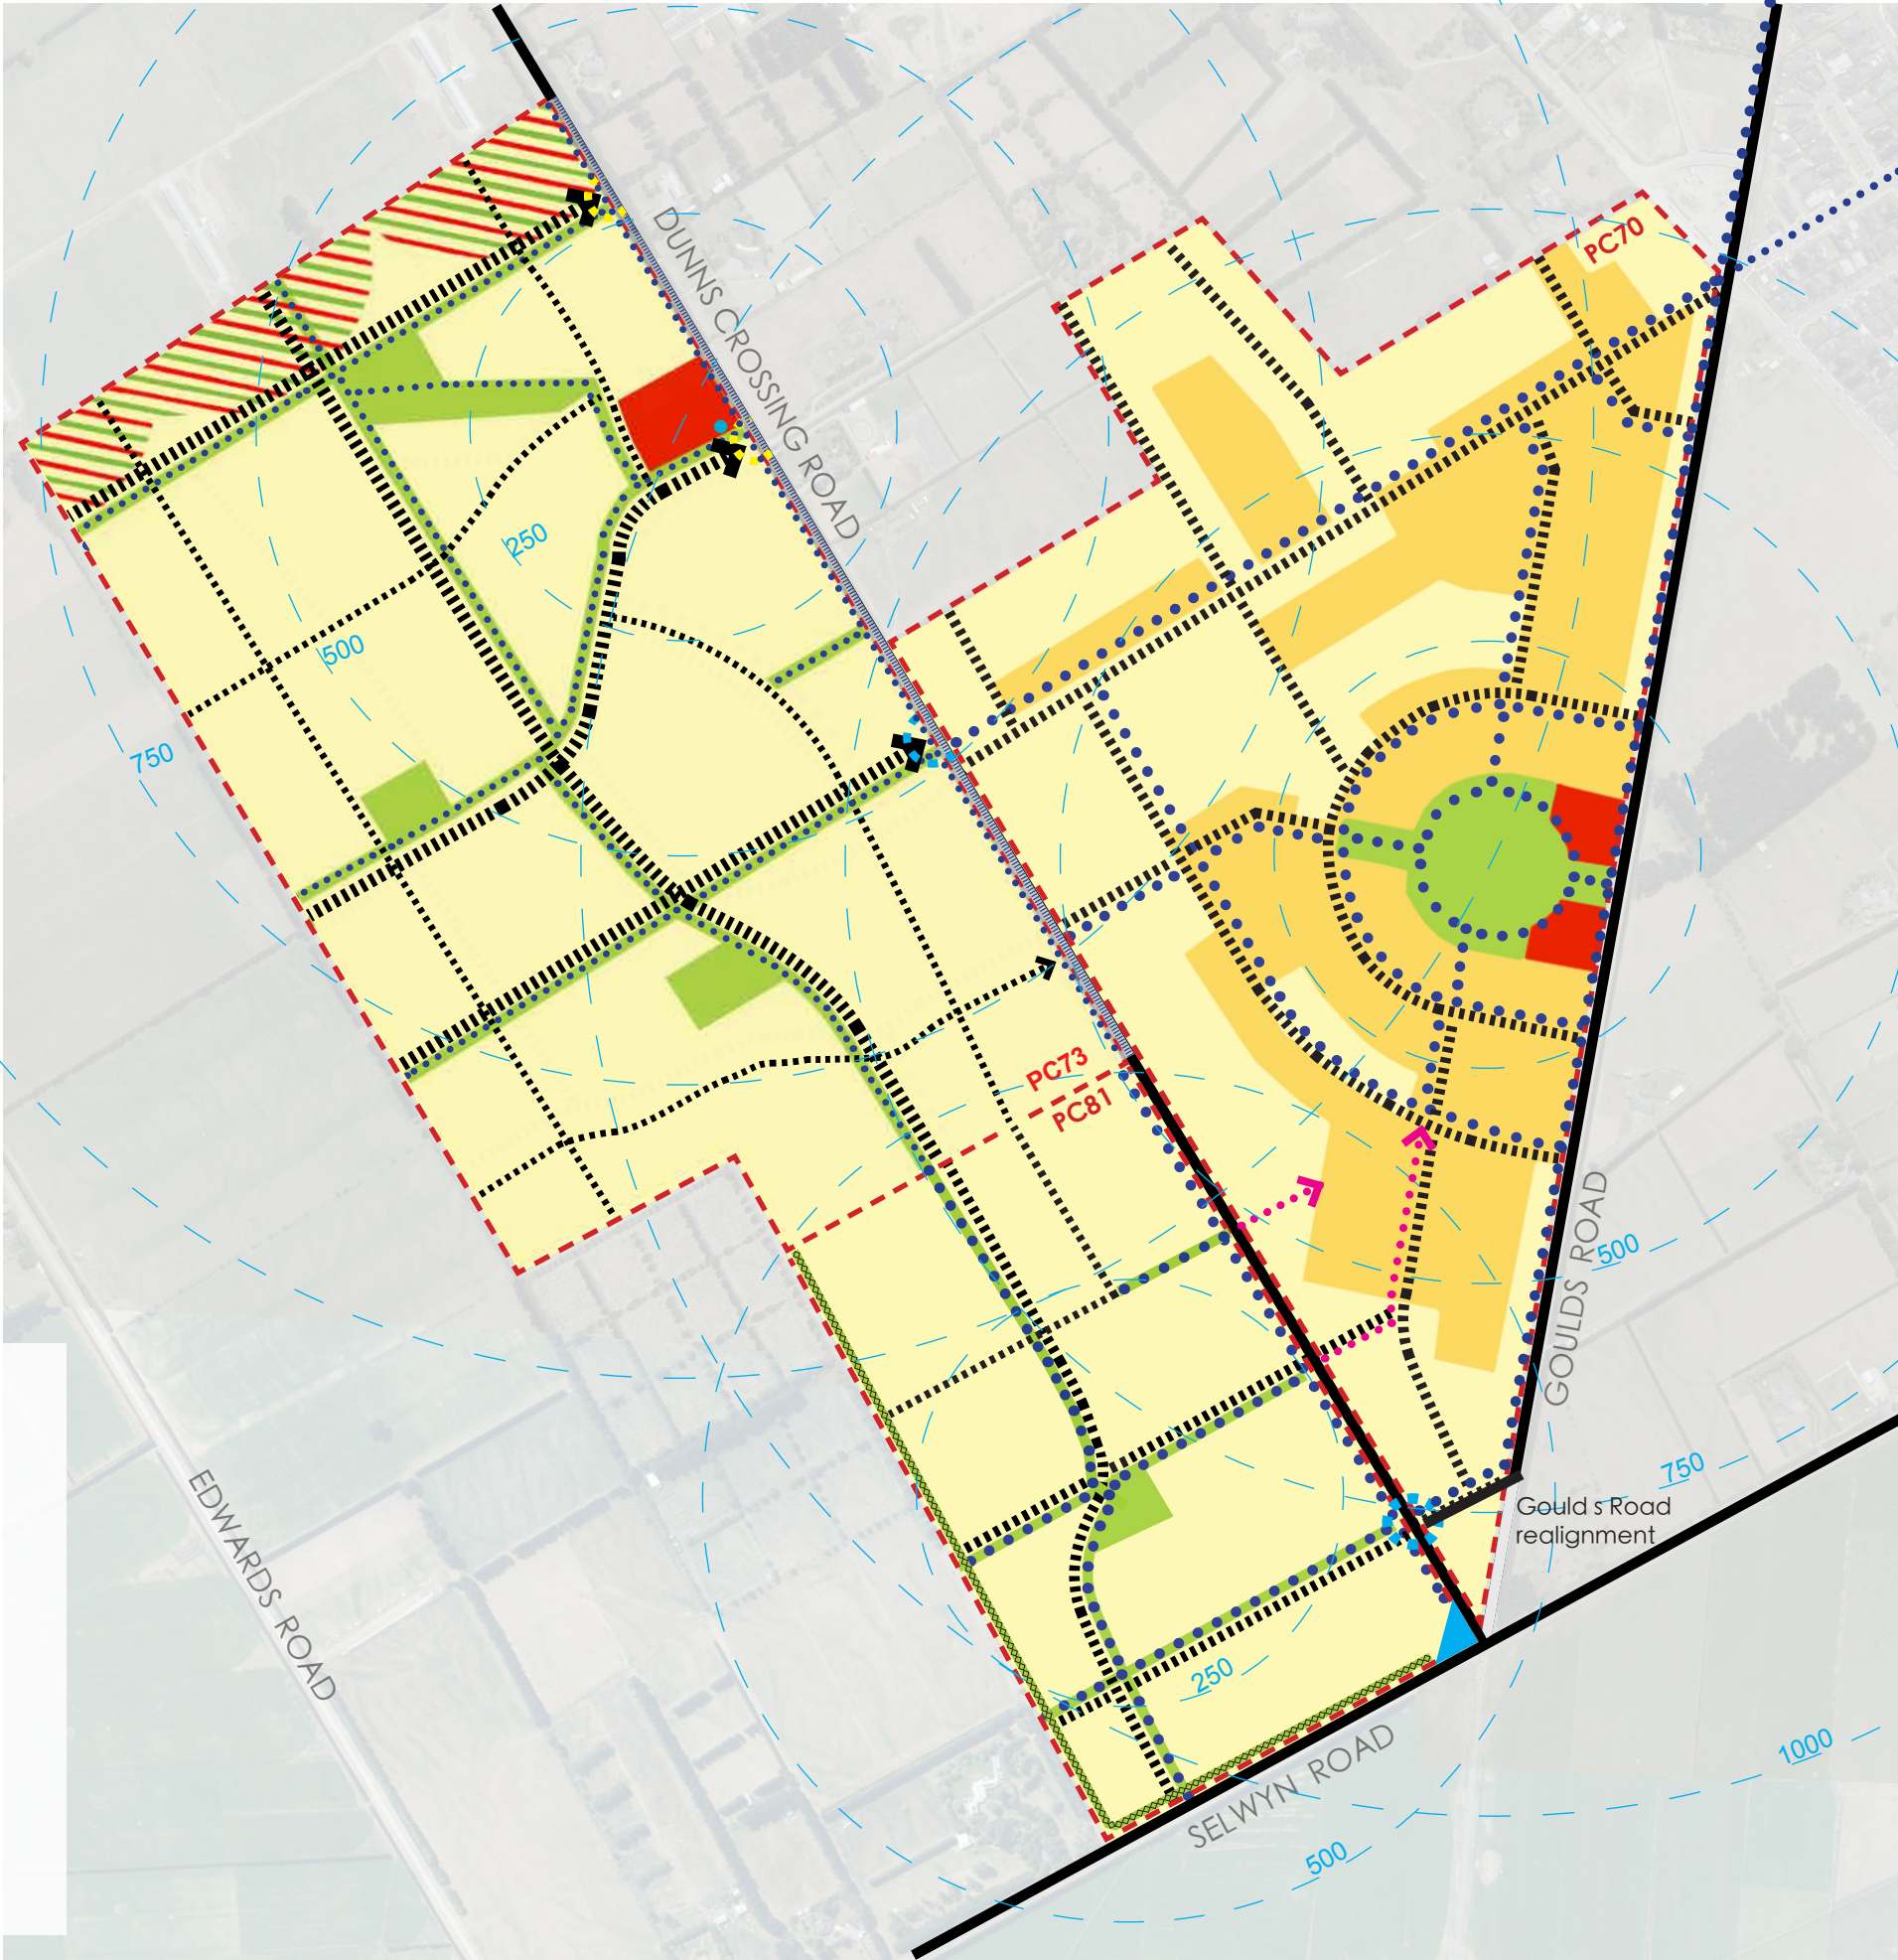 PC70
DUNNS CROSSING ROAD
250
500
750
PC73
PC81
GOULDS ROAD
500
750
Gould s Road
realignment
EDWARDS ROAD
250
1000
SELWYN ROAD
500